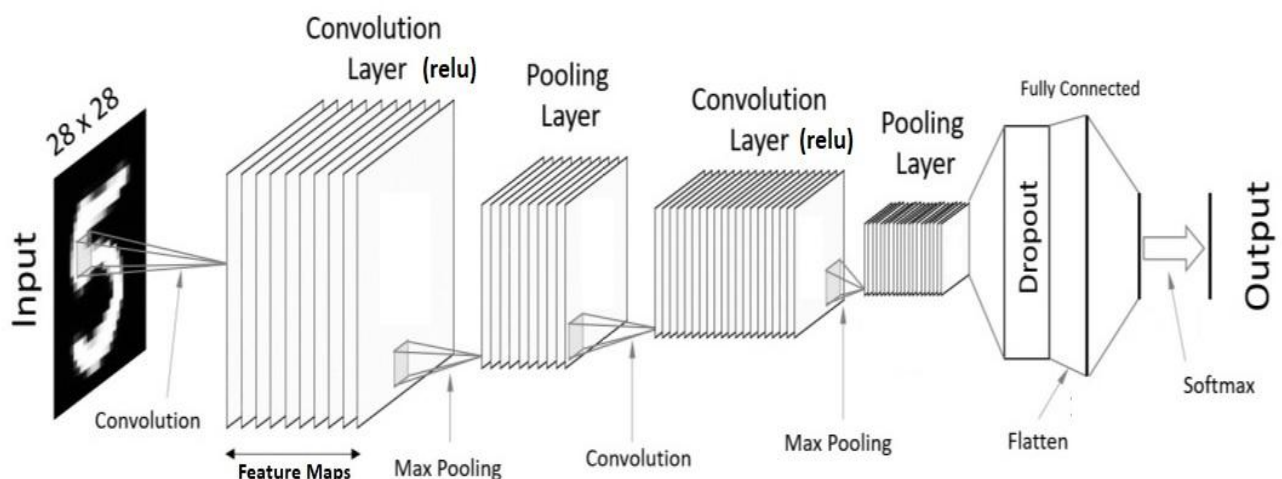 Input
28 x 28
Convolution
Convolution
Layer (relu)
Feature Maps
Max Pooling
Pooling
Layer
Convolution
Convolution
Layer (relu)
Max Pooling
Pooling
Layer
Dropout
Flatten
Fully Connected
Softmax
Output